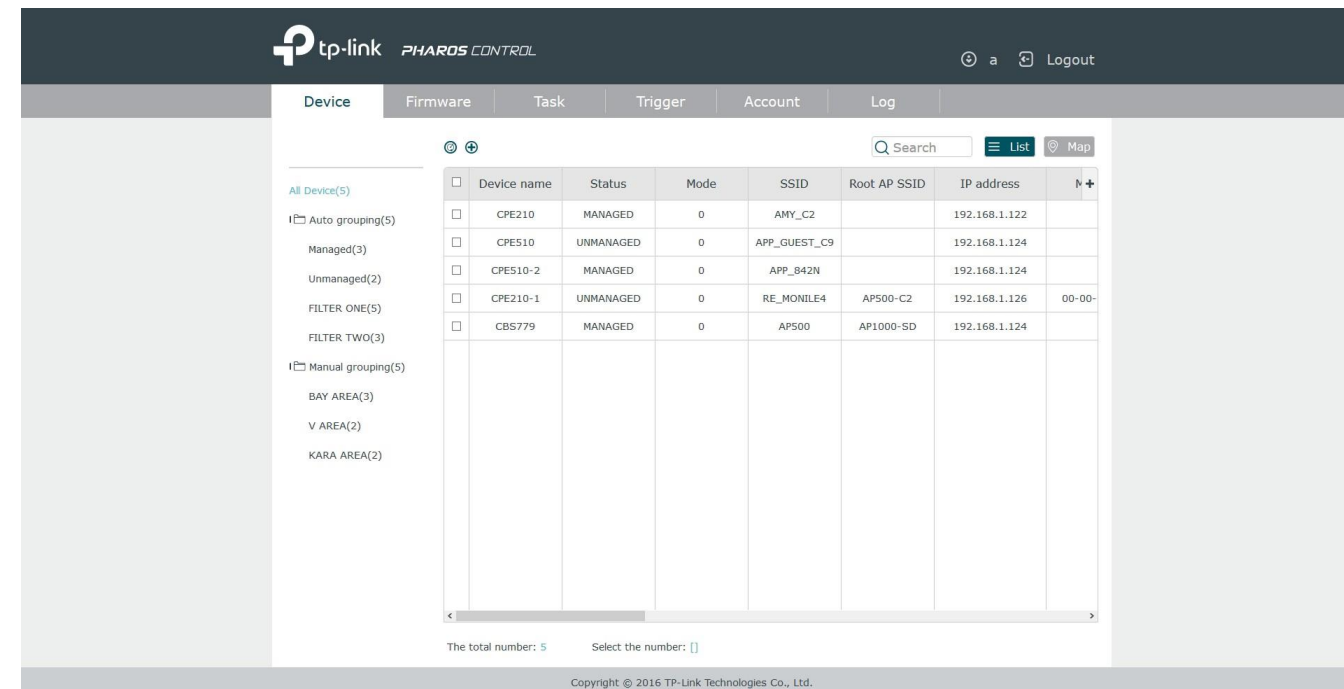 tp-link PHAROS CONTROL
a Logout
Device Firmware Task Trigger Account Log
Search List Map
All Device(5)
Auto grouping(5)
Managed(3)
Unmanaged(2)
FILTER ONE(5)
FILTER TWO(3)
Manual grouping(5)
BAY AREA(3)
V AREA(2)
KARA AREA(2)
Device name Status Mode SSID Root AP SSID IP address
CPE210 MANAGED 0 AMY_C2 192.168.1.122
CPE510 UNMANAGED 0 APP_GUEST_C9 192.168.1.124
CPE510-2 MANAGED 0 APP_842N 192.168.1.124
CPE210-1 UNMANAGED 0 RE_MONILE4 AP500-C2 192.168.1.126 00-00-
CBS779 MANAGED 0 AP500 AP1000-SD 192.168.1.124
The total number: 5 Select the number: []
Copyright © 2016 TP-Link Technologies Co., Ltd.